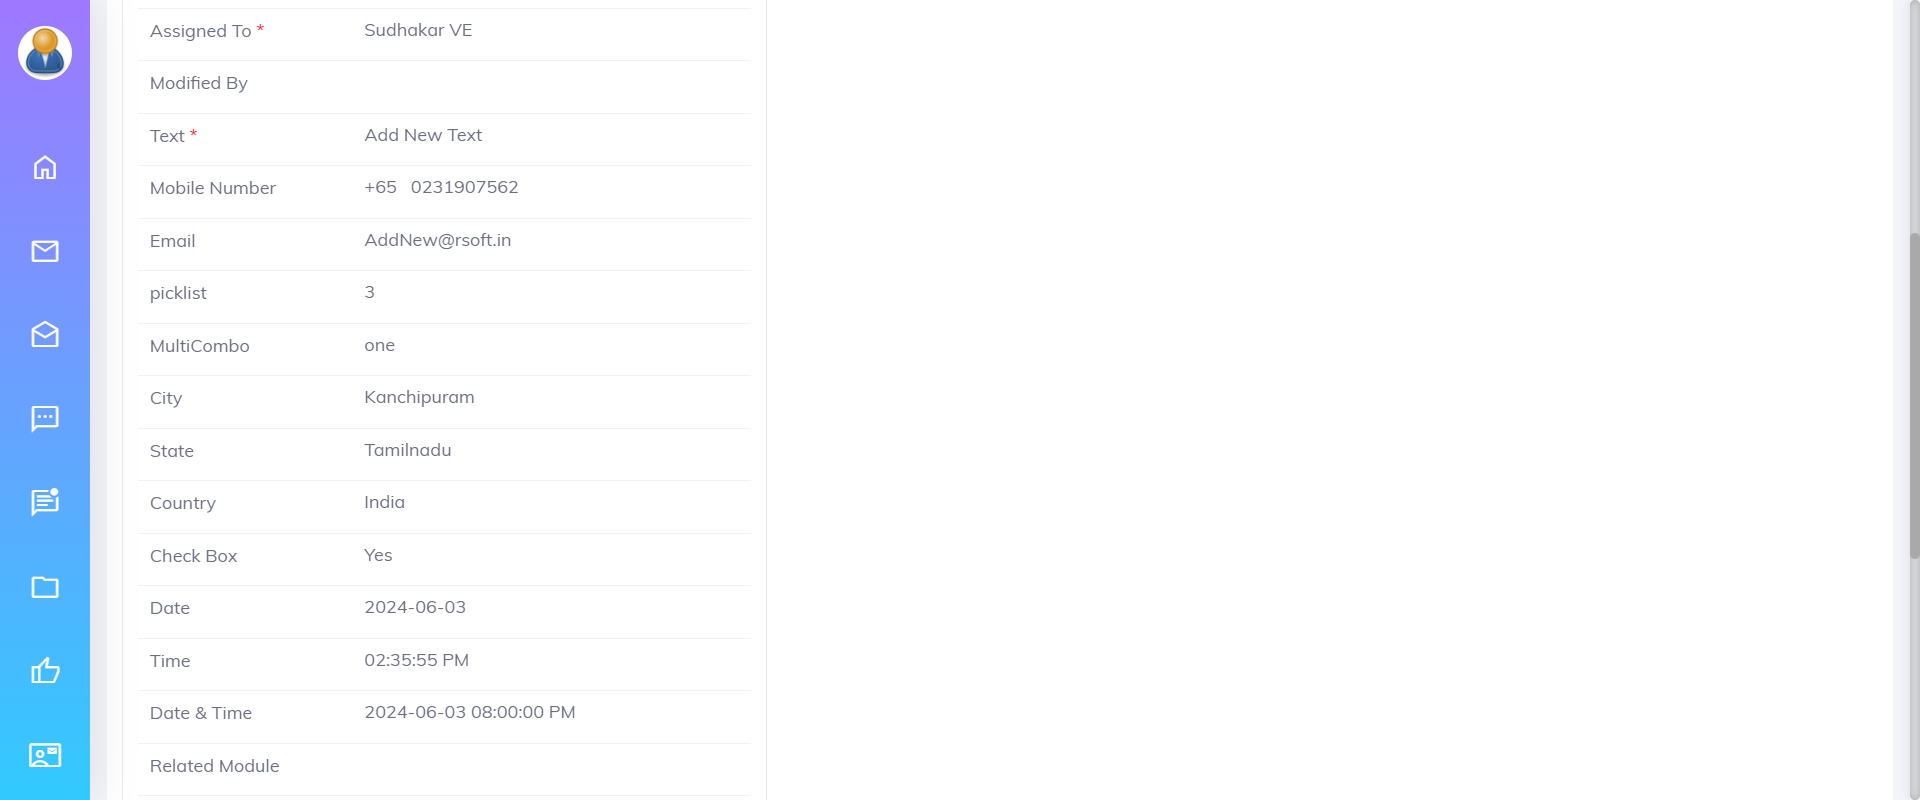 Assigned To * Sudhakar VE
Modified By
Text * Add New Text
Mobile Number +65 0231907562
Email AddNew@rsoft.in
picklist 3
MultiCombo one
City Kanchipuram
State Tamilnadu
Country India
Check Box Yes
Date 2024-06-03
Time 02:35:55 PM
Date & Time 2024-06-03 08:00:00 PM
Related Module